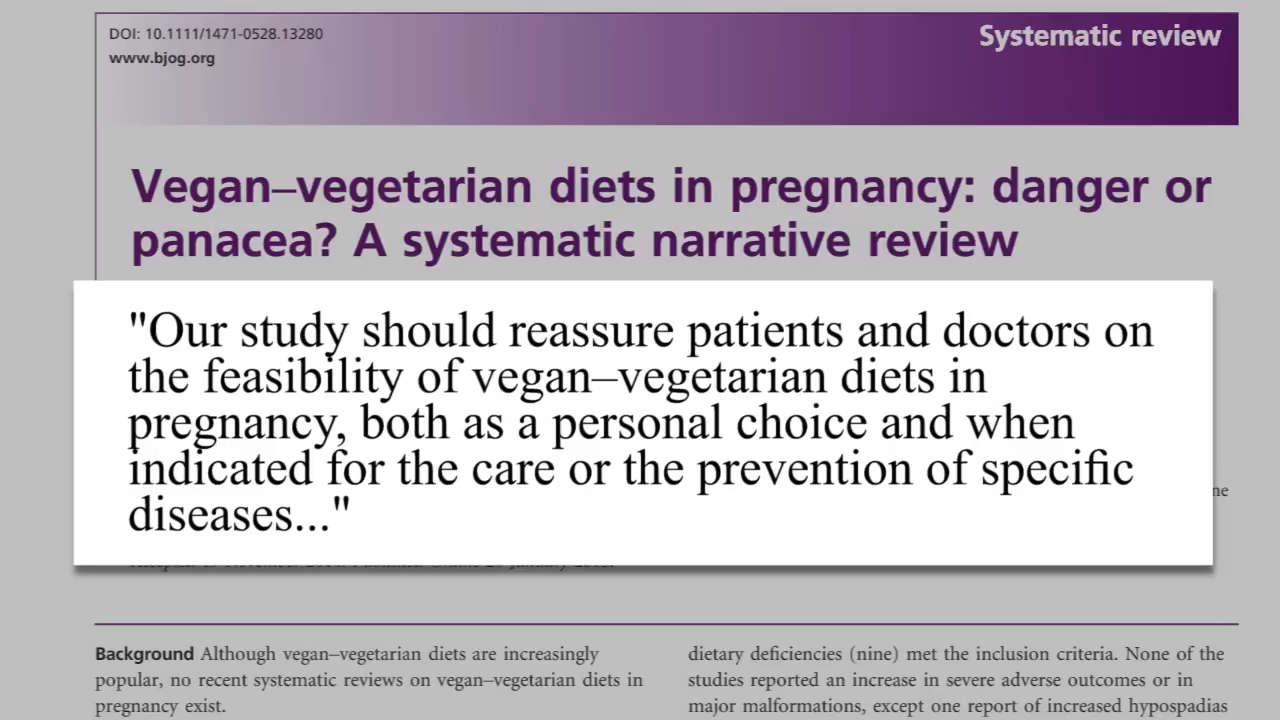 DOI: 10.1111/1471-0528.13280
www.bjog.org
Systematic review
Vegan–vegetarian diets in pregnancy: danger or
panacea? A systematic narrative review
"Our study should reassure patients and doctors on
the feasibility of vegan–vegetarian diets in
pregnancy, both as a personal choice and when
indicated for the care or the prevention of specific
diseases..."
Background Although vegan–vegetarian diets are increasingly
popular, no recent systematic reviews on vegan–vegetarian diets in
pregnancy exist.
dietary deficiencies (nine) met the inclusion criteria. None of the
studies reported an increase in severe adverse outcomes or in
major malformations, except one report of increased hypospadias